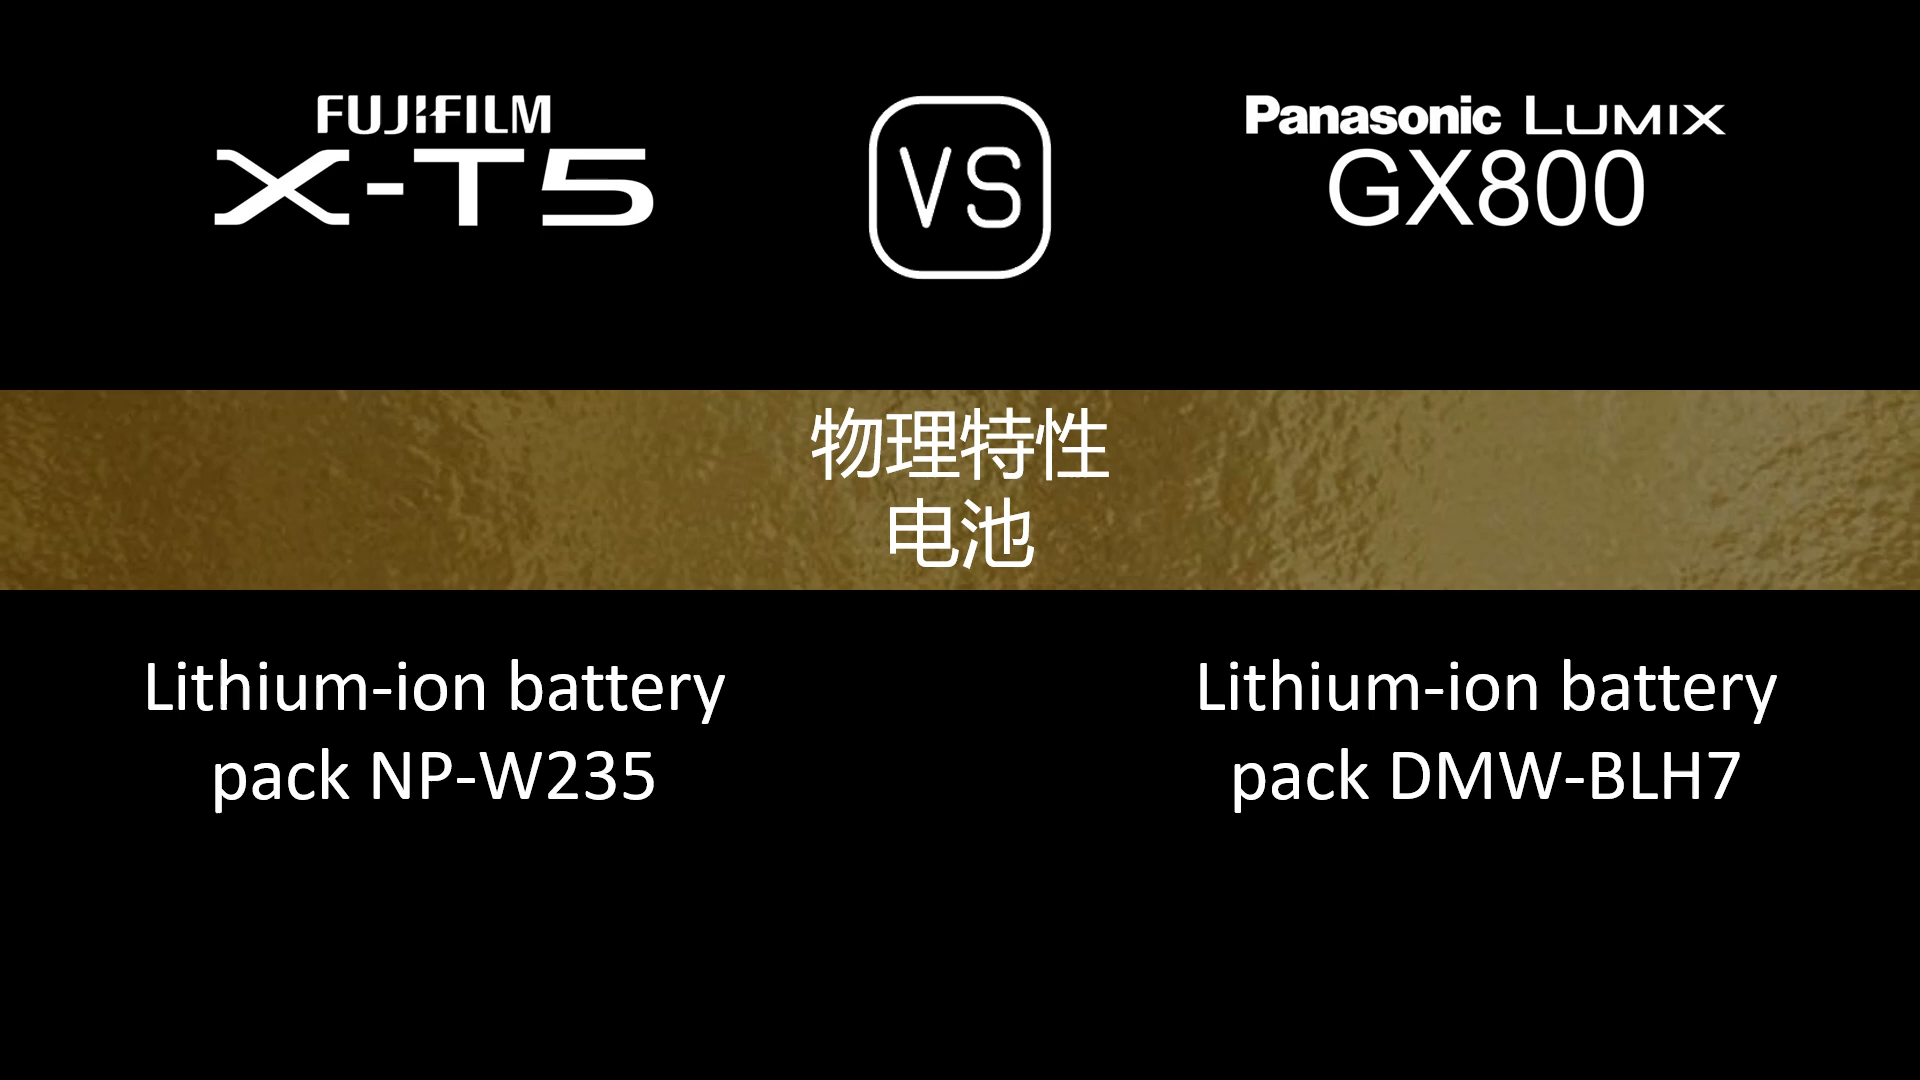 FUJIFILM
X-T5
VS
Panasonic LUMIX
GX800
物理特性
电池
Lithium-ion battery
pack NP-W235
Lithium-ion battery
pack DMW-BLH7